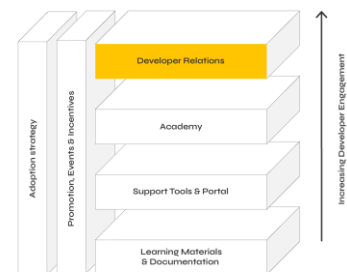 Adoption strategy
Promotion, Events & Incentives
Developer Relations
Academy
Support Tools & Portal
Learning Materials
& Documentation
Increasing Developer Engagement